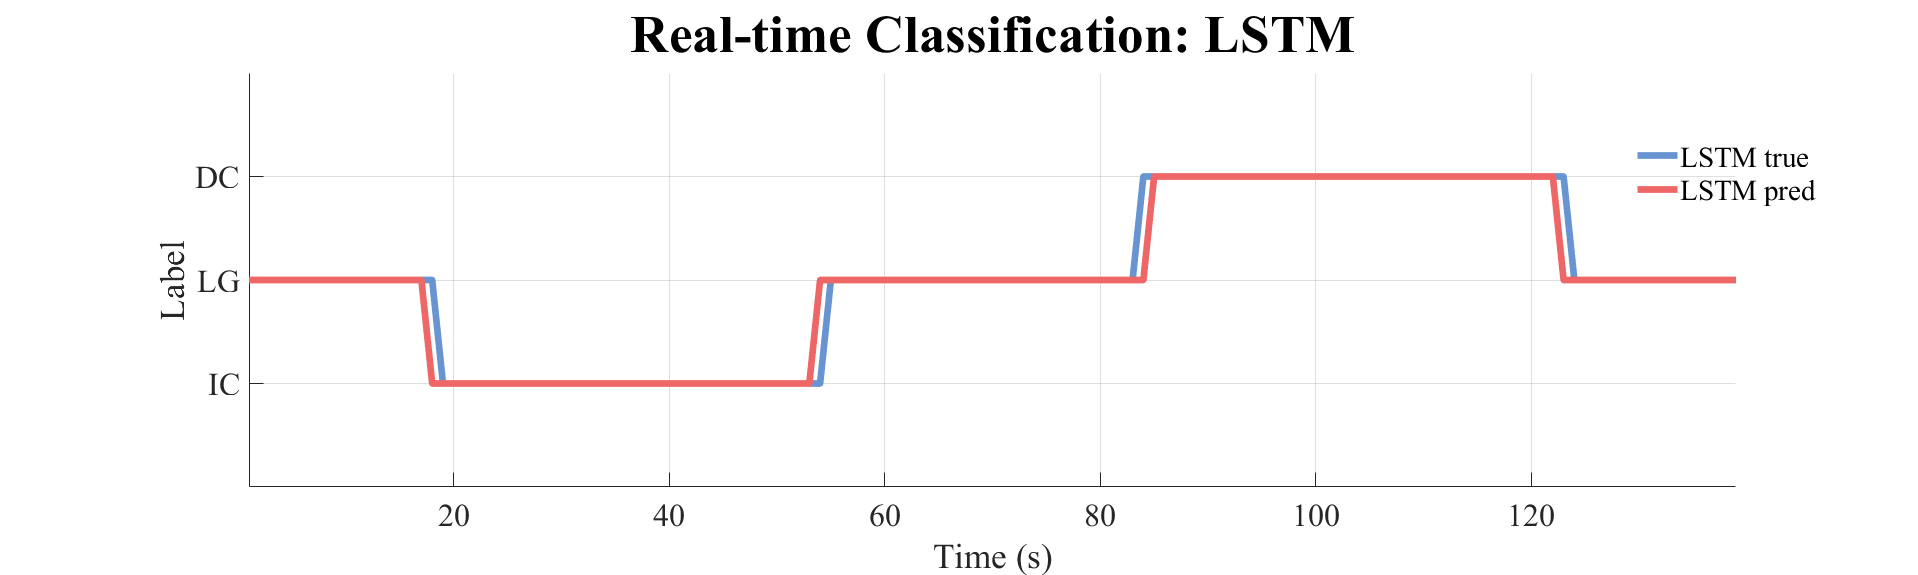 Real-time Classification: LSTM
LSTM true
LSTM pred
DC
LG
IC
Label
20 40 60 80 100 120
Time (s)